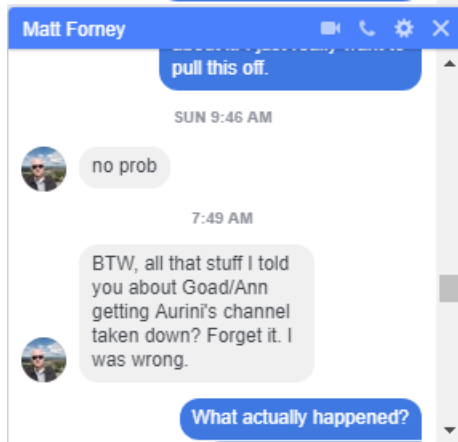 Matt Forney
pull this off.
SUN 9:46 AM
no prob
7:49 AM
BTW, all that stuff I told
you about Goad/Ann
getting Aurini's channel
taken down? Forget it. I
was wrong.
What actually happened?